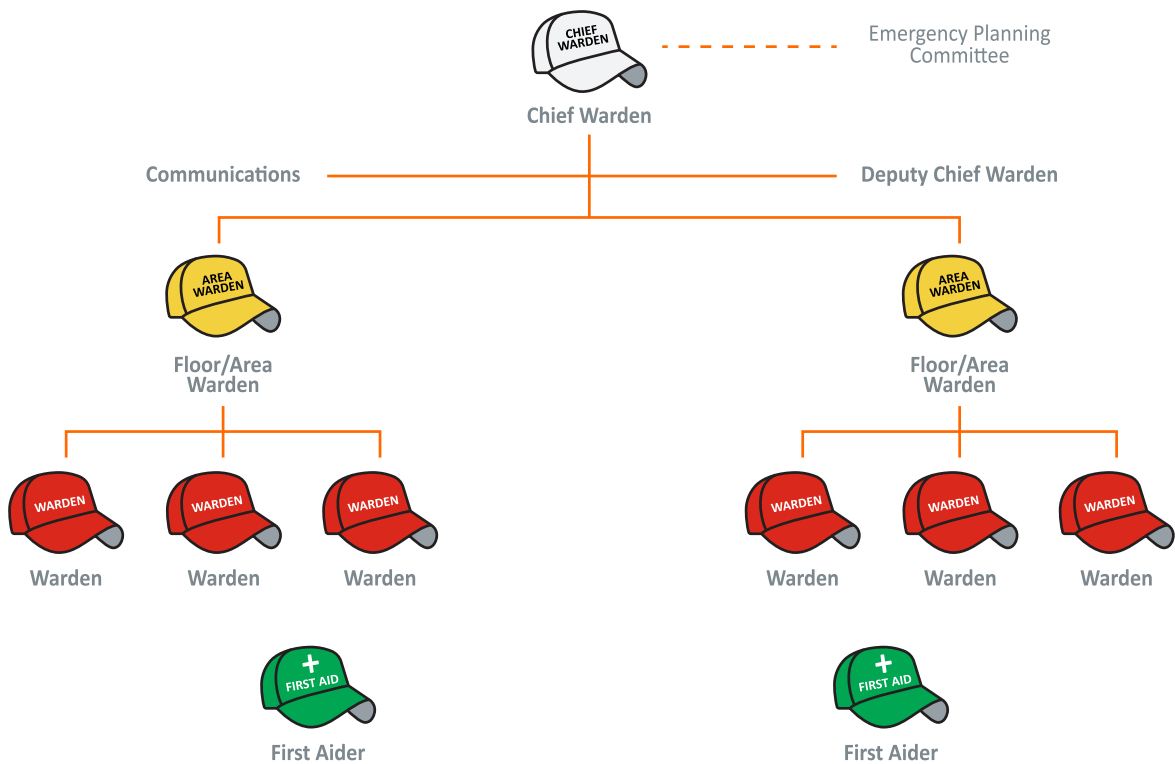 CHIEF
WARDEN
Chief Warden
Emergency Planning
Committee
Communications
Deputy Chief Warden
AREA
WARDEN
Floor/Area
Warden
AREA
WARDEN
Floor/Area
Warden
WARDEN
WARDEN
WARDEN
WARDEN
WARDEN
WARDEN
Warden
Warden
Warden
Warden
Warden
Warden
FIRST AID
First Aider
FIRST AID
First Aider